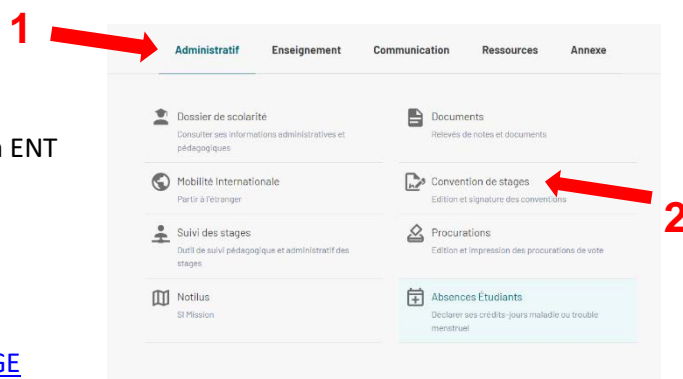 1
Administratif Enseignement Communication Ressources Annexe
Dossier de scolarité
Consulter ses informations administratives et
pédagogiques
Documents
Relevés de notes et documents
ENT
Mobilité Internationale
Partir à l'étranger
Convention de stages
Edition et signature des conventions
2
Suivi des stages
Outil de suivi pédagogique et administratif des
stages
Procurations
Edition et impression des procurations de vote
Notilus
SI Mission
Absences Étudiants
Déclarer ses crédits-jours maladie ou trouble
menstruel